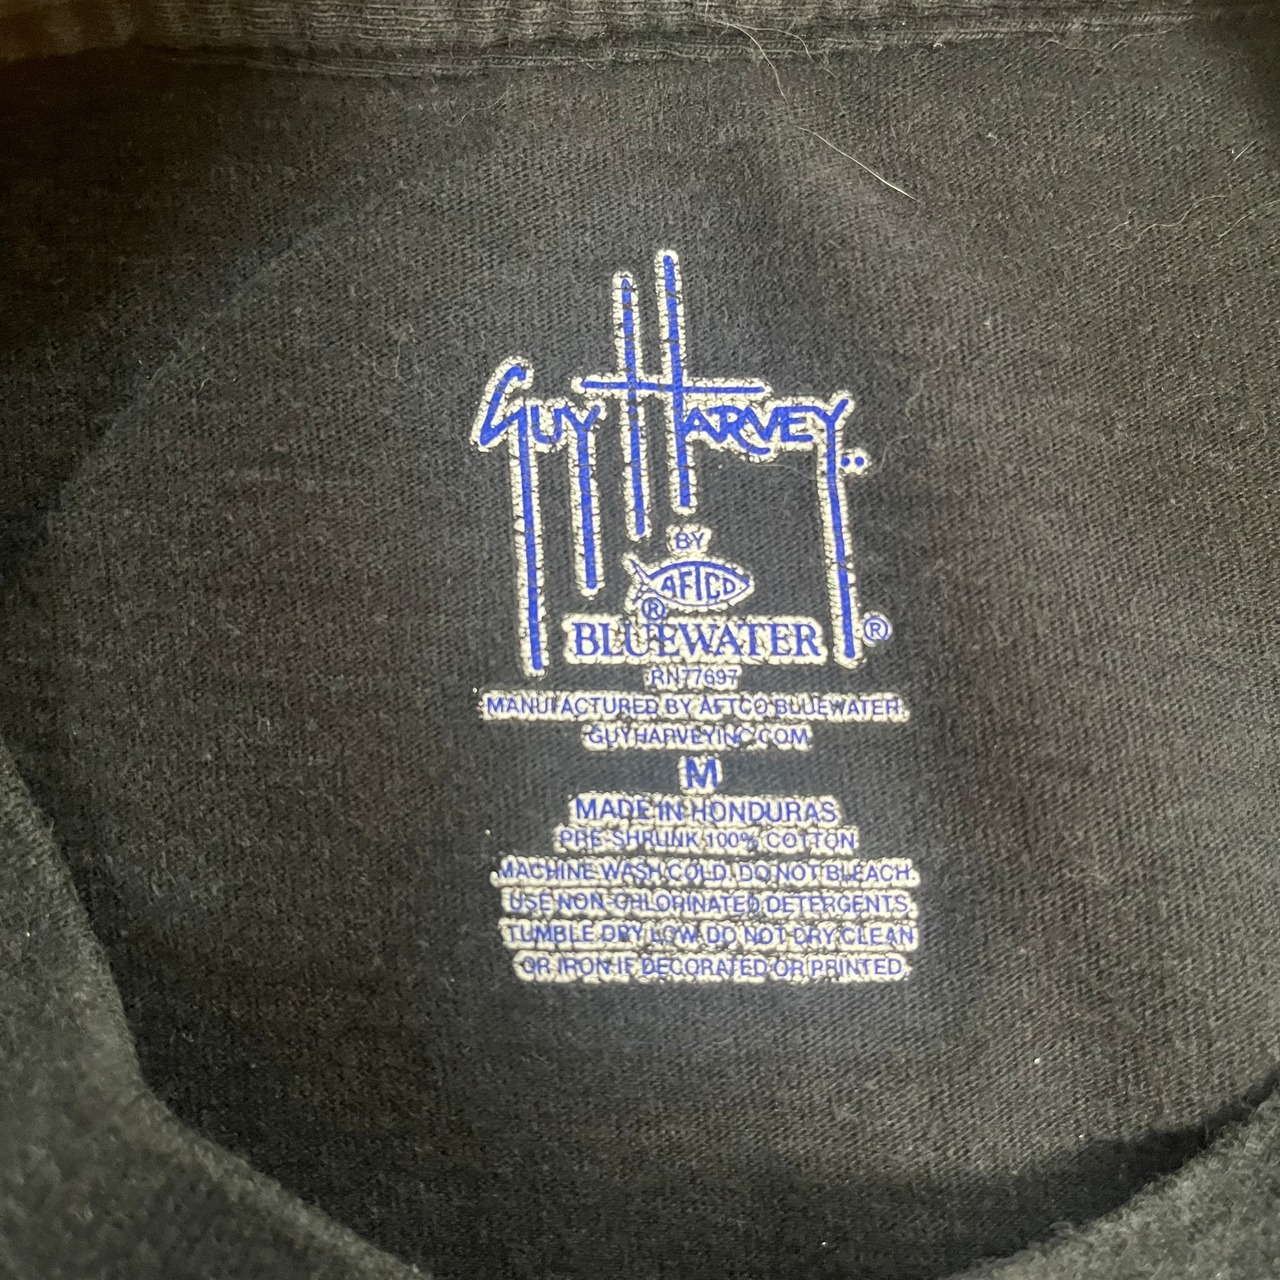 GUY HARVEY
BY
AFTCO®
BLUEWATER®
RN77697
MANUFACTURED BY AFTCO BLUEWATER.
GUYHARVEYINC.COM
M
MADE IN HONDURAS
PRE-SHRUNK 100% COTTON
MACHINE WASH COLD. DO NOT BLEACH.
USE NON-CHLORINATED DETERGENTS.
TUMBLE DRY LOW. DO NOT DRY CLEAN
OR IRON IF DECORATED OR PRINTED.